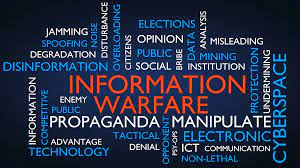 JAMMING
SPOOFING
NOISE
DISTURBANCE
OVERLOADING
ELECTIONS
DATA
ANALYSIS
DEGRADATION
CITIZENS
OPINION
MISLEADING
PUBLIC
MINING
DISINFORMATION
SOCIAL
BRIBE
INSTITUTION
PROTECTION
UNDERMINING
CYBERSPACE
INFORMATION
WARFARE
INFORMATION
COMPETITIVE
ENEMY
PUBLIC
PROPAGANDA
MANIPULATE
TACTICAL
DENIAL
OPPONENT
PSY-OPS
ELECTRONIC
ADVANTAGE
TECHNOLOGY
ICT
COMMUNICATION
NON-LETHAL